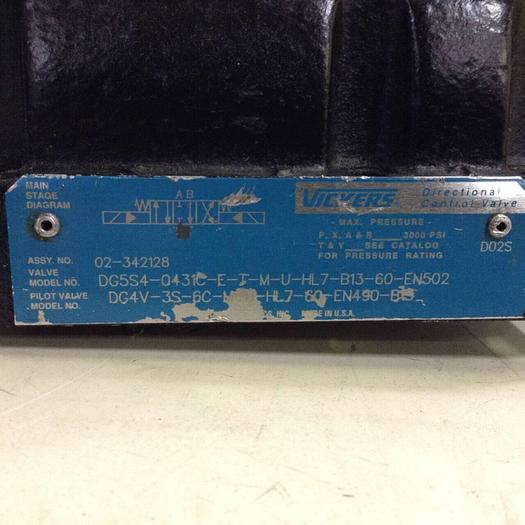 MAIN
STAGE
DIAGRAM
A B
VICKERS
Directional
Control Valve
- MAX. PRESSURE -
P, X, A & B 3000 PSI
T & Y SEE CATALOG
FOR PRESSURE RATING
D02S
ASSY. NO. 02-342128
VALVE
MODEL NO. DG5S4-0431C-E-T-M-U-HL7-B13-60-EN502
PILOT VALVE
MODEL NO. DG4V-3S-6C- HL7-60-EN490-
INC. MADE IN U.S.A.